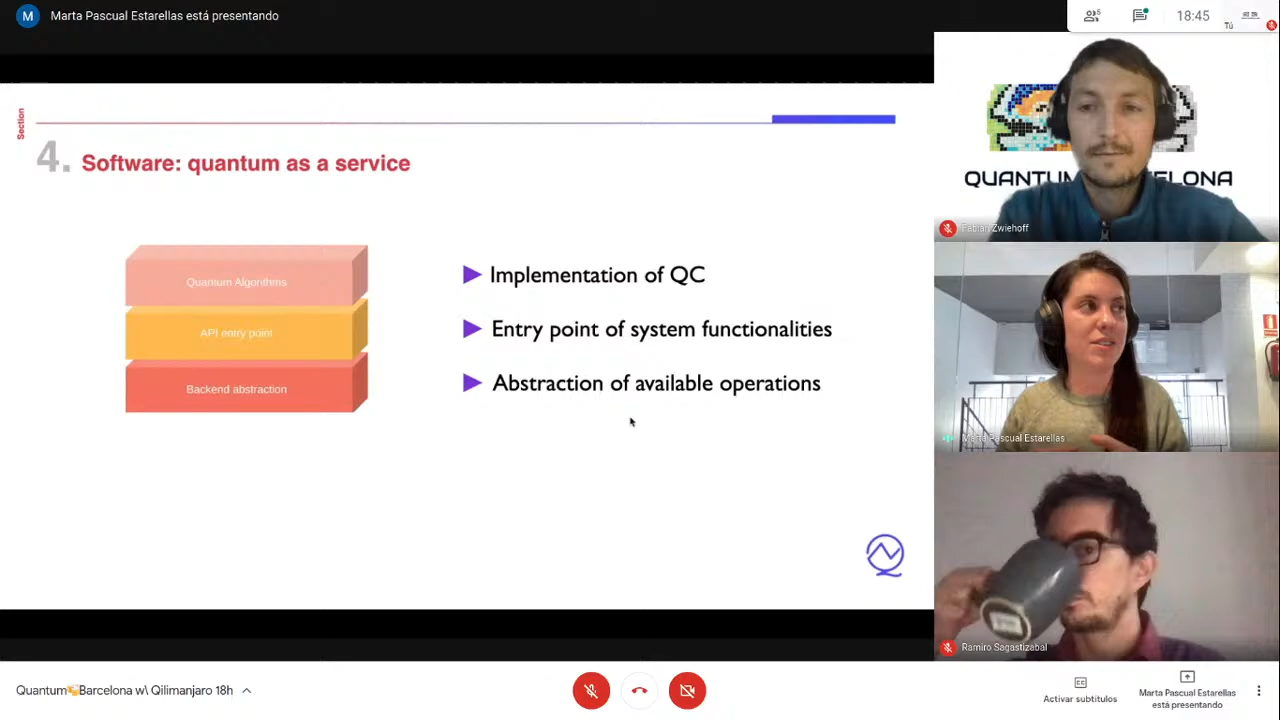 M
Marta Pascual Estarellas está presentando
6
18:45
Tú
Section
4. Software: quantum as a service
Quantum Algorithms
API entry point
Backend abstraction
Implementation of QC
Entry point of system functionalities
Abstraction of available operations
Fabian Zwiehoff
Marta Pascual Estarellas
Ramiro Sagastizabal
Quantum Barcelona w\ Qilimanjaro 18h
Activar subtítulos
Marta Pascual Estarellas
está presentando